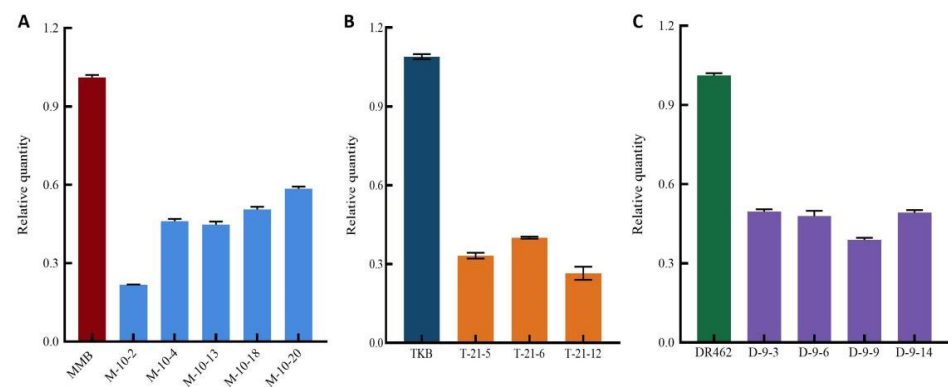 A
Relative quantity
1.2
0.9
0.6
0.3
0.0
MMB
M-10-2
M-10-4
M-10-13
M-10-18
M-10-20
B
Relative quantity
1.2
0.9
0.6
0.3
0.0
TKB
T-21-5
T-21-6
T-21-12
C
Relative quantity
1.2
0.9
0.6
0.3
0.0
DR462
D-9-3
D-9-6
D-9-9
D-9-14